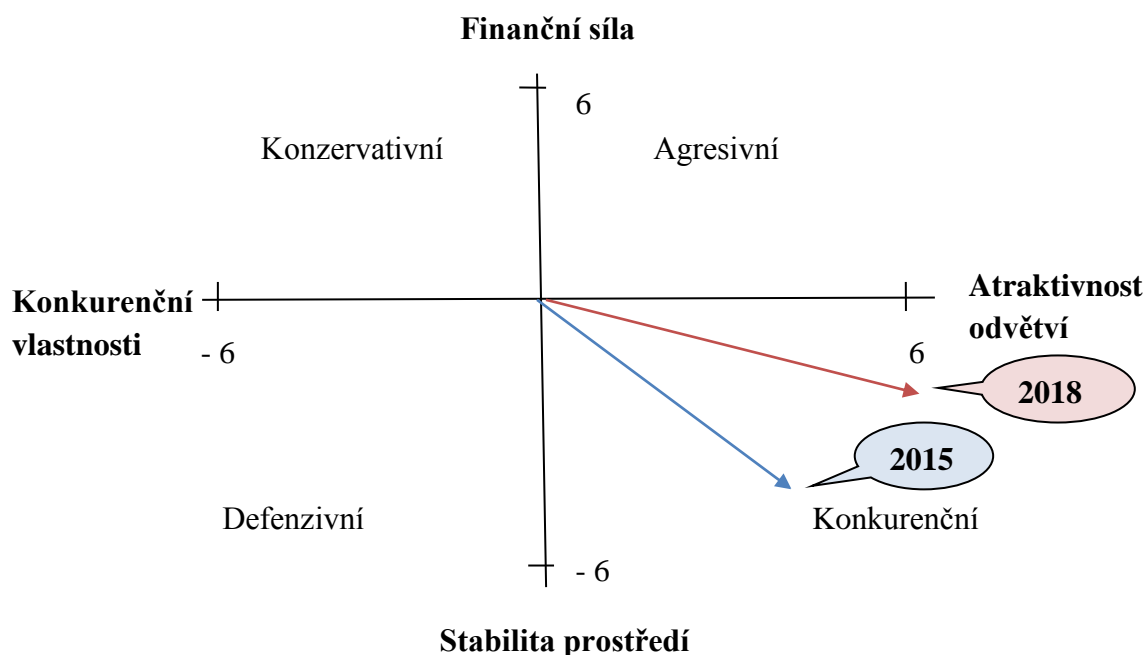 Finanční síla
6
Konzervativní
Agresivní
Konkurenční
vlastnosti
- 6
Atraktivnost
odvětví
6
2018
2015
Defenzivní
Konkurenční
- 6
Stabilita prostředí